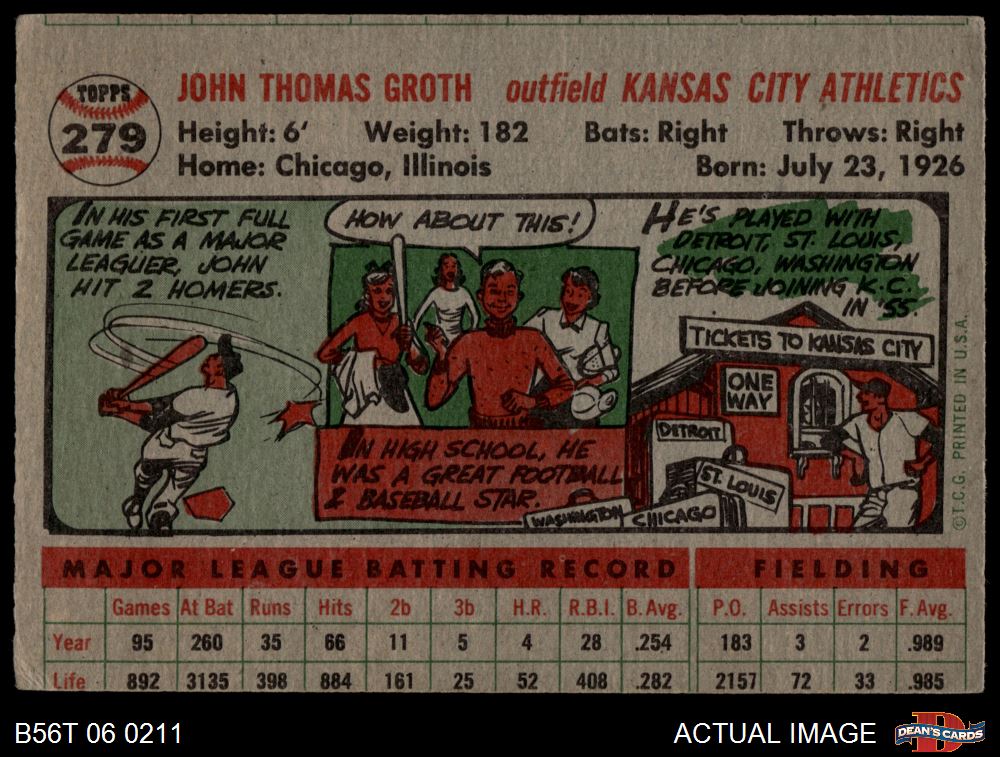 TOPPS
279
JOHN THOMAS GROTH outfield KANSAS CITY ATHLETICS
Height: 6' Weight: 182 Bats: Right Throws: Right
Home: Chicago, Illinois Born: July 23, 1926
IN HIS FIRST FULL
GAME AS A MAJOR
LEAGUER, JOHN
HIT 2 HOMERS.
HOW ABOUT THIS!
IN HIGH SCHOOL, HE
WAS A GREAT FOOTBALL
& BASEBALL STAR.
HE'S PLAYED WITH
DETROIT, ST. LOUIS,
CHICAGO, WASHINGTON
BEFORE JOINING K.C.
IN '55.
TICKETS TO KANSAS CITY
ONE
WAY
DETROIT
ST. LOUIS
WASHINGTON
CHICAGO
©T.C.G. PRINTED IN U.S.A.
MAJOR LEAGUE BATTING RECORD FIELDING
Games At Bat Runs Hits 2b 3b H.R. R.B.I. B. Avg. P.O. Assists Errors F. Avg.
Year 95 260 35 66 11 5 4 28 .254 183 3 2 .989
Life 892 3135 398 884 161 25 52 408 .282 2157 72 33 .985
B56T 06 0211 ACTUAL IMAGE
D
DEAN'S CARDS